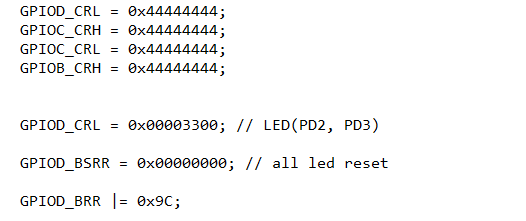 GPIOD_CRL = 0x44444444;
GPIOC_CRH = 0x44444444;
GPIOC_CRL = 0x44444444;
GPIOB_CRH = 0x44444444;
GPIOD_CRL = 0x00003300; // LED(PD2, PD3)
GPIOD_BSRR = 0x00000000; // all led reset
GPIOD_BRR |= 0x9C;